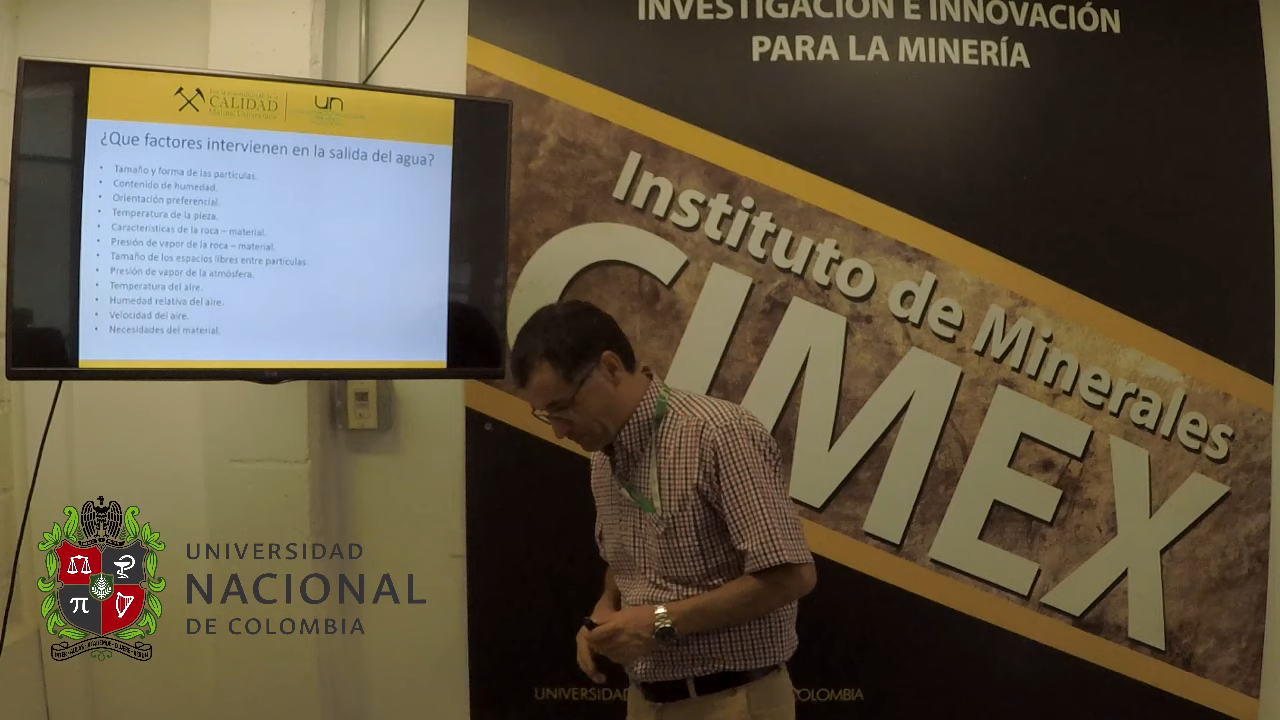 INVESTIGACIÓN E INNOVACIÓN
PARA LA MINERÍA
CALIDAD
un
¿Que factores intervienen en la salida del agua?
• Tamaño y forma de las partículas.
• Contenido de humedad.
• Orientación preferencial.
• Temperatura de la pieza.
• Características de la roca – material.
• Presión de vapor de la roca – material.
• Tamaño de los espacios libres entre partículas.
• Presión de vapor de la atmósfera.
• Temperatura del aire.
• Humedad relativa del aire.
• Velocidad del aire.
• Necesidades del material.
Instituto de Minerales
CIMEX
UNIVERSIDAD
NACIONAL
DE COLOMBIA
UNIVERSIDAD
COLOMBIA